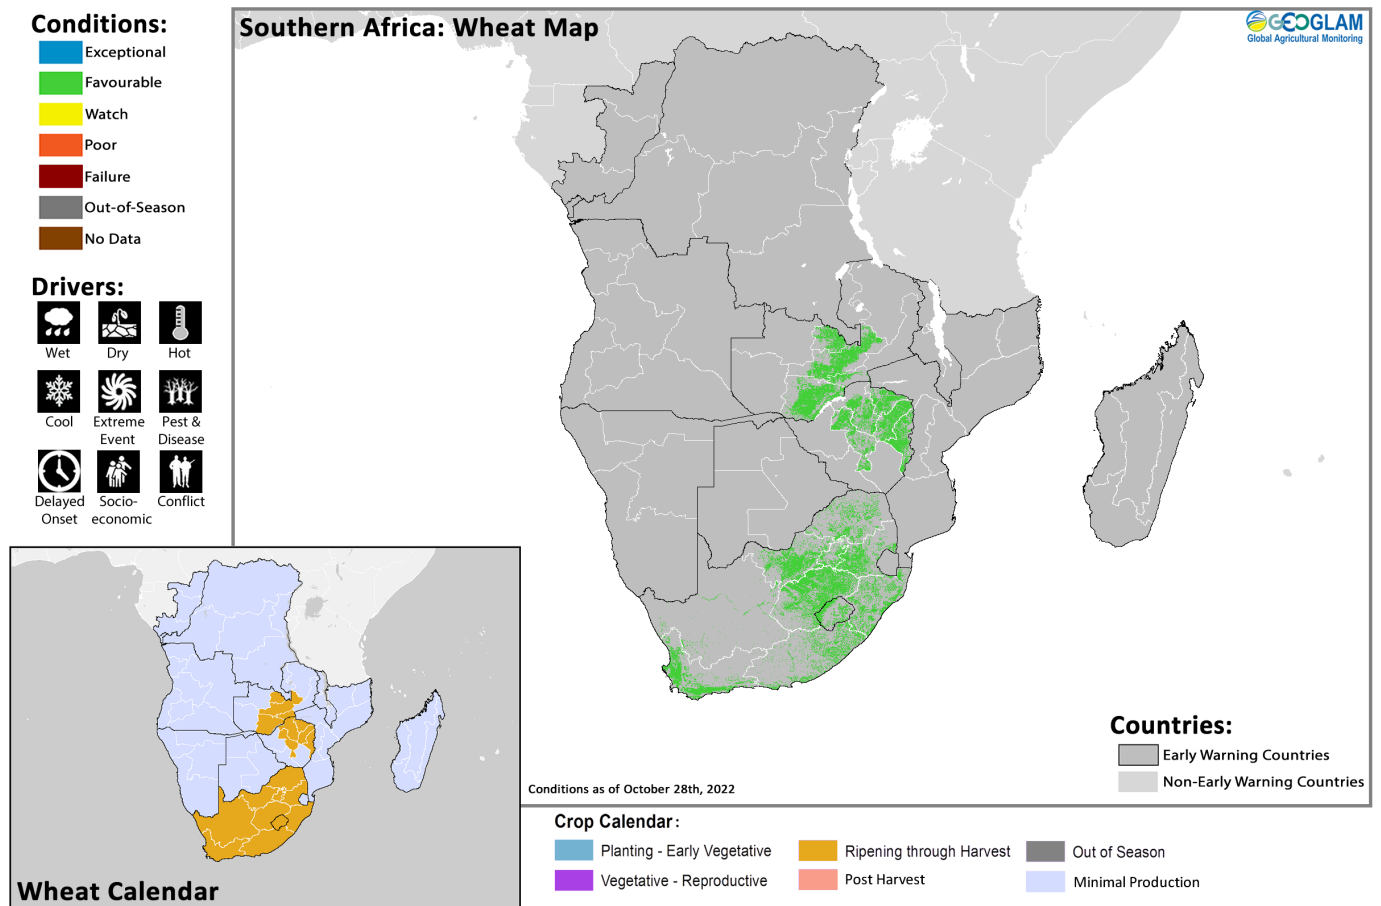 Conditions:
Exceptional
Favourable
Watch
Poor
Failure
Out-of-Season
No Data
Drivers:
Wet
Dry
Hot
Cool
Extreme
Event
Pest &
Disease
Delayed
Onset
Socio-
economic
Conflict
Southern Africa: Wheat Map
GEOGLAM
Global Agricultural Monitoring
Countries:
Early Warning Countries
Non-Early Warning Countries
Conditions as of October 28th, 2022
Wheat Calendar
Crop Calendar:
Planting - Early Vegetative
Ripening through Harvest
Out of Season
Vegetative - Reproductive
Post Harvest
Minimal Production